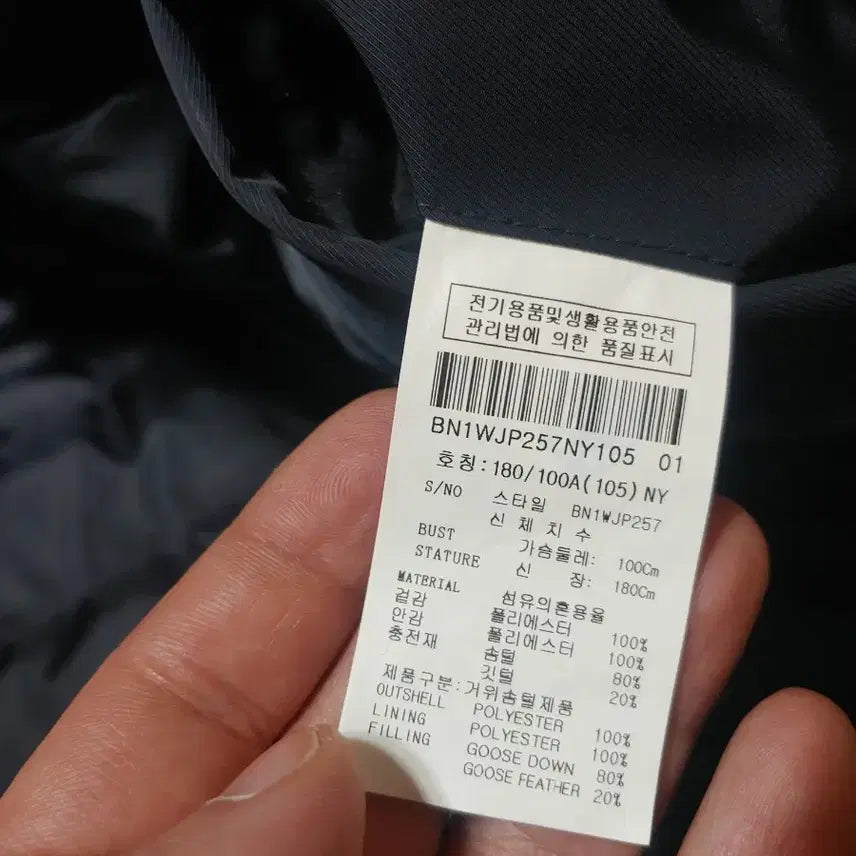 전기용품및생활용품안전
관리법에 의한 품질표시
BN1WJP257NY105 01
호칭:180/100A(105) NY
S/NO 스타일 BN1WJP257
신 체 치 수
BUST 가슴둘레: 100Cm
STATURE 신 장: 180Cm
MATERIAL 섬유의혼용율
겉감 폴리에스터 100%
안감 폴리에스터 100%
충전재 솜털 80%
깃털 20%
제품구분:거위솜털제품
OUTSHELL POLYESTER 100%
LINING POLYESTER 100%
FILLING GOOSE DOWN 80%
GOOSE FEATHER 20%